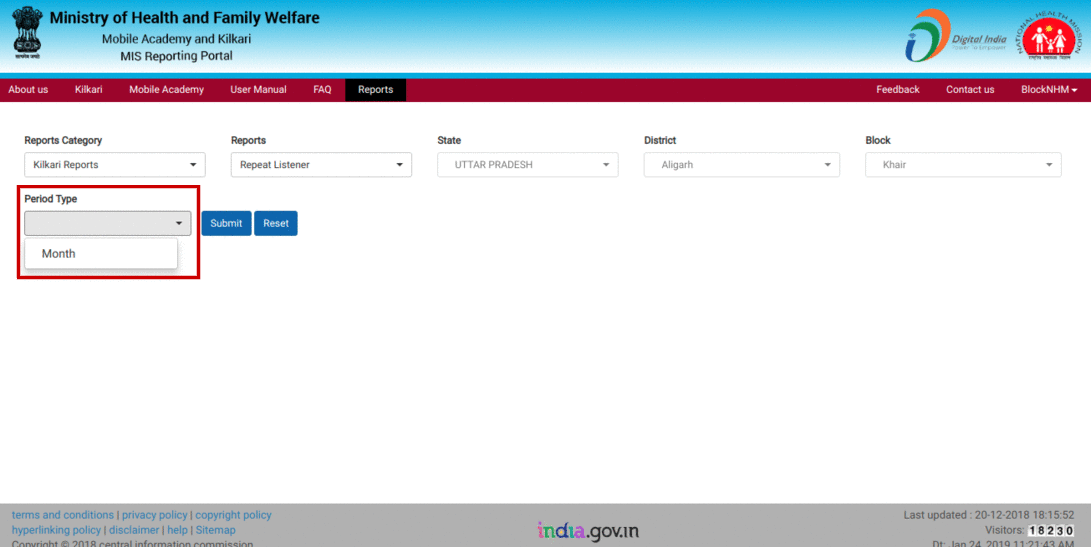 Ministry of Health and Family Welfare
Mobile Academy and Kilkari
MIS Reporting Portal
Digital India
Power To Empower
NATIONAL HEALTH MISSION
About us Kilkari Mobile Academy User Manual FAQ Reports Feedback Contact us BlockNHM
Reports Category Reports State District Block
Kilkari Reports Repeat Listener UTTAR PRADESH Aligarh Khair
Period Type
Submit Reset
Month
terms and conditions | privacy policy | copyright policy
hyperlinking policy | disclaimer | help | Sitemap
Copyright © 2018 central information commission
india.gov.in
Last updated : 20-12-2018 18:15:52
Visitors: 18230
Dt: Jan 24, 2019 11:21:43 AM